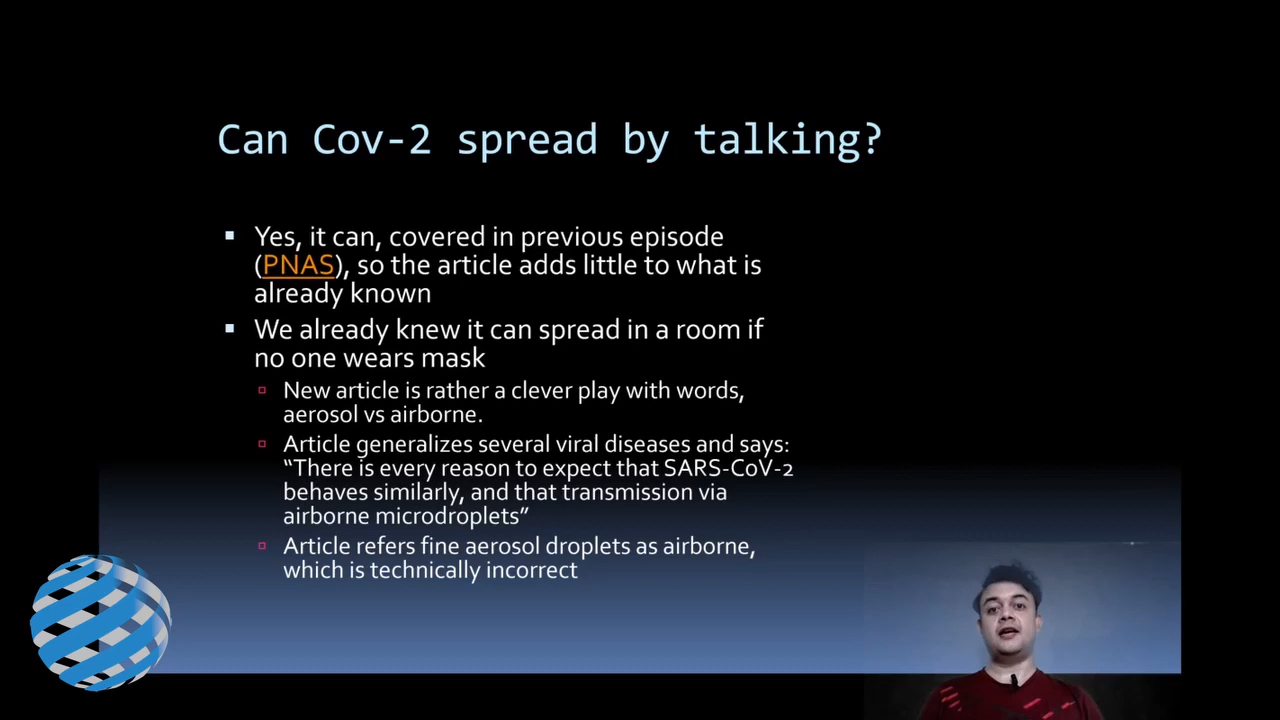 Can Cov-2 spread by talking?
Yes, it can, covered in previous episode
(PNAS), so the article adds little to what is
already known
We already knew it can spread in a room if
no one wears mask
New article is rather a clever play with words,
aerosol vs airborne.
Article generalizes several viral diseases and says:
“There is every reason to expect that SARS-CoV-2
behaves similarly, and that transmission via
airborne microdroplets”
Article refers fine aerosol droplets as airborne,
which is technically incorrect